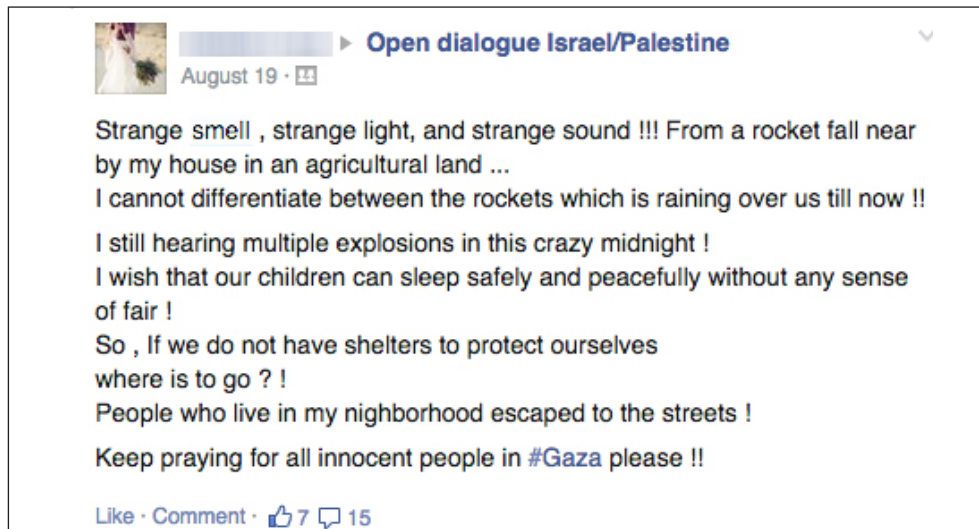 Open dialogue Israel/Palestine
August 19 ·
Strange smell , strange light, and strange sound !!! From a rocket fall near
by my house in an agricultural land ...
I cannot differentiate between the rockets which is raining over us till now !!
I still hearing multiple explosions in this crazy midnight !
I wish that our children can sleep safely and peacefully without any sense
of fair !
So , If we do not have shelters to protect ourselves
where is to go ? !
People who live in my nighborhood escaped to the streets !
Keep praying for all innocent people in #Gaza please !!
Like · Comment · 7 15